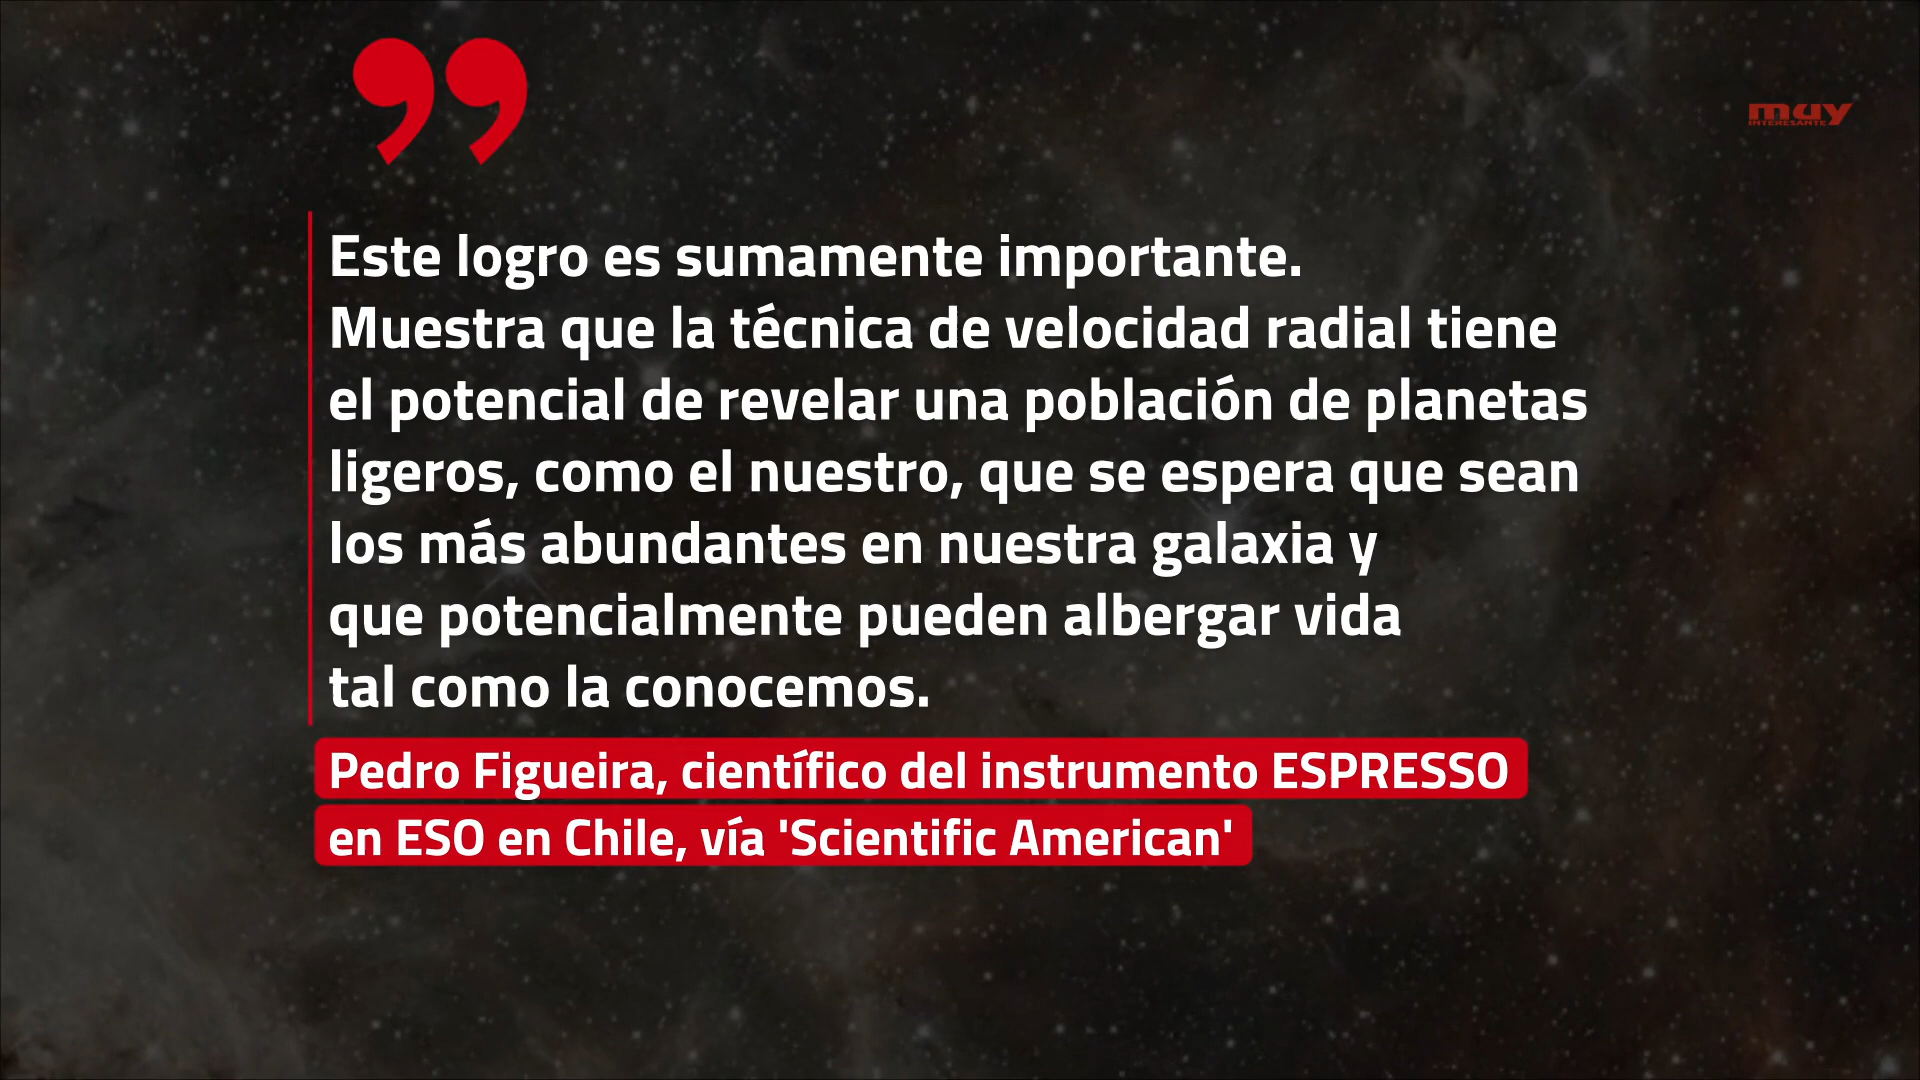 muy
INTERESANTE
Este logro es sumamente importante.
Muestra que la técnica de velocidad radial tiene
el potencial de revelar una población de planetas
ligeros, como el nuestro, que se espera que sean
los más abundantes en nuestra galaxia y
que potencialmente pueden albergar vida
tal como la conocemos.
Pedro Figueira, científico del instrumento ESPRESSO
en ESO en Chile, vía 'Scientific American'